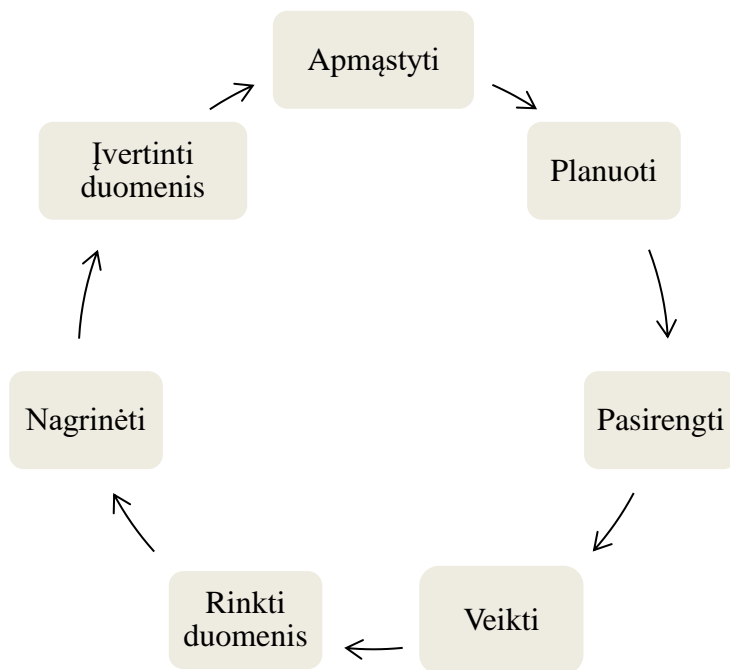 Apmąstyti
Planuoti
Pasirengti
Veikti
Rinkti
duomenis
Nagrinėti
Įvertinti
duomenis